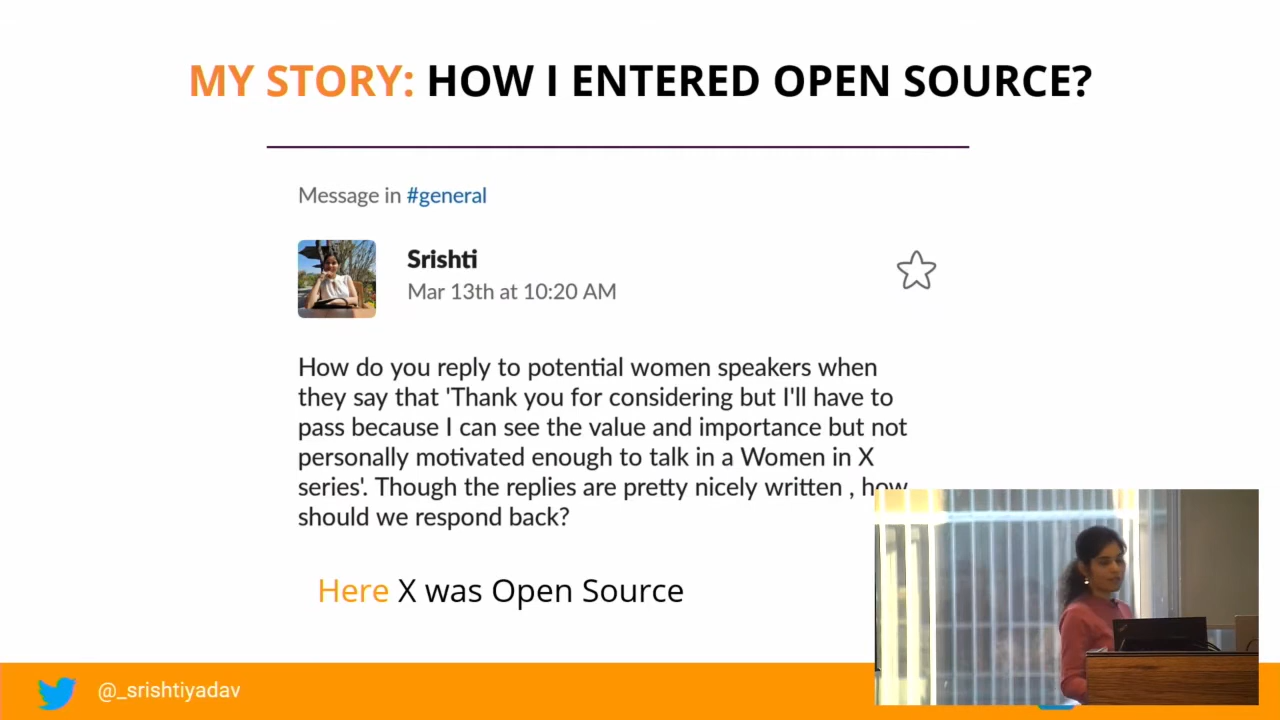 MY STORY: HOW I ENTERED OPEN SOURCE?
Message in #general
Srishti
Mar 13th at 10:20 AM
How do you reply to potential women speakers when
they say that 'Thank you for considering but I'll have to
pass because I can see the value and importance but not
personally motivated enough to talk in a Women in X
series'. Though the replies are pretty nicely written , how
should we respond back?
Here X was Open Source
@_srishtiyadav